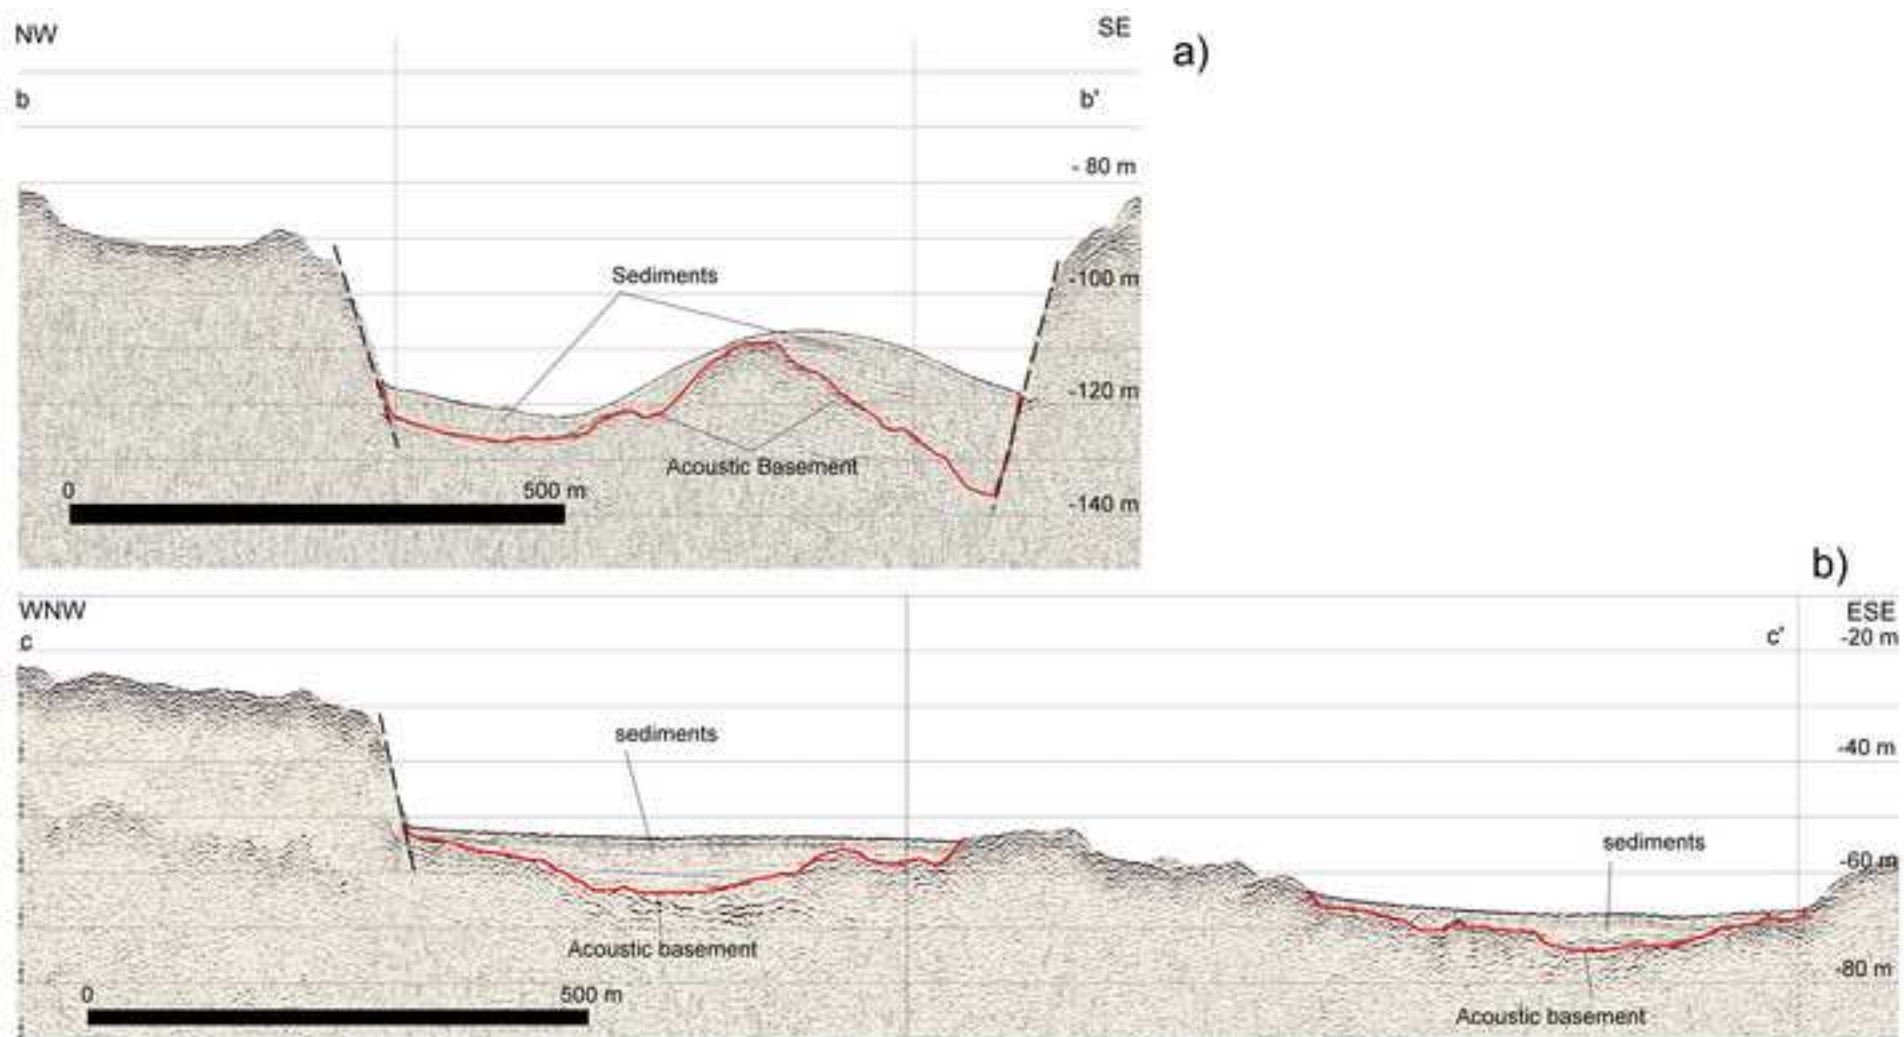 NW
SE
a)
b
b'
- 80 m
Sediments
-100 m
-120 m
Acoustic Basement
0
500 m
-140 m
b)
WNW
ESE
c
c'
-20 m
sediments
-40 m
sediments
-60 m
Acoustic basement
-80 m
0
500 m
Acoustic basement